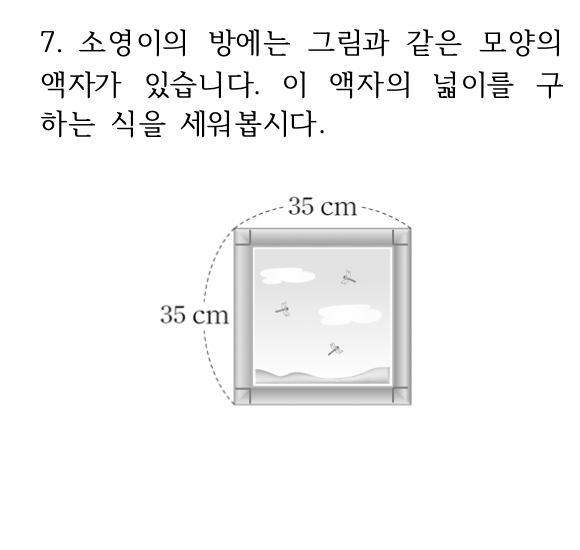 7. 소영이의 방에는 그림과 같은 모양의
액자가 있습니다. 이 액자의 넓이를 구
하는 식을 세워봅시다.
35 cm
35 cm